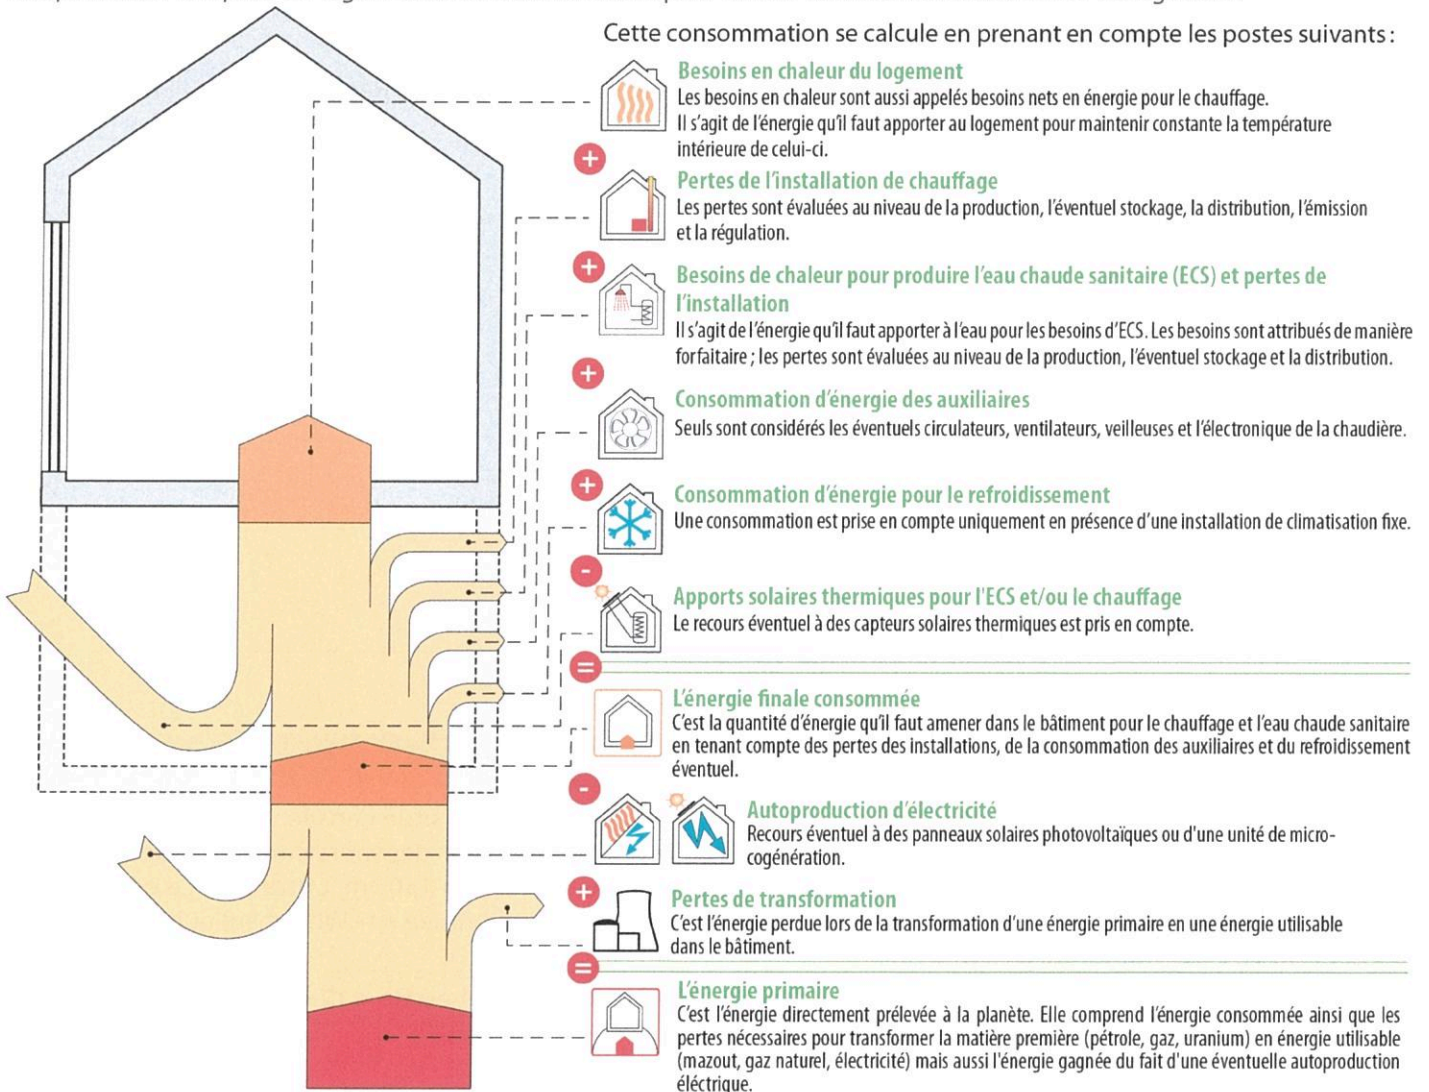 Cette consommation se calcule en prenant en compte les postes suivants :
Besoins en chaleur du logement
Les besoins en chaleur sont aussi appelés besoins nets en énergie pour le chauffage.
Il s'agit de l'énergie qu'il faut apporter au logement pour maintenir constante la température
intérieure de celui-ci.
+
Pertes de l'installation de chauffage
Les pertes sont évaluées au niveau de la production, l'éventuel stockage, la distribution, l'émission
et la régulation.
+
Besoins de chaleur pour produire l'eau chaude sanitaire (ECS) et pertes de
l'installation
Il s'agit de l'énergie qu'il faut apporter à l'eau pour les besoins d'ECS. Les besoins sont attribués de manière
forfaitaire ; les pertes sont évaluées au niveau de la production, l'éventuel stockage et la distribution.
+
Consommation d'énergie des auxiliaires
Seuls sont considérés les éventuels circulateurs, ventilateurs, veilleuses et l'électronique de la chaudière.
+
Consommation d'énergie pour le refroidissement
Une consommation est prise en compte uniquement en présence d'une installation de climatisation fixe.
-
Apports solaires thermiques pour l'ECS et/ou le chauffage
Le recours éventuel à des capteurs solaires thermiques est pris en compte.
=
L'énergie finale consommée
C'est la quantité d'énergie qu'il faut amener dans le bâtiment pour le chauffage et l'eau chaude sanitaire
en tenant compte des pertes des installations, de la consommation des auxiliaires et du refroidissement
éventuel.
-
Autoproduction d'électricité
Recours éventuel à des panneaux solaires photovoltaïques ou d'une unité de micro-
cogénération.
+
Pertes de transformation
C'est l'énergie perdue lors de la transformation d'une énergie primaire en une énergie utilisable
dans le bâtiment.
=
L'énergie primaire
C'est l'énergie directement prélevée à la planète. Elle comprend l'énergie consommée ainsi que les
pertes nécessaires pour transformer la matière première (pétrole, gaz, uranium) en énergie utilisable
(mazout, gaz naturel, électricité) mais aussi l'énergie gagnée du fait d'une éventuelle autoproduction
éléctrique.